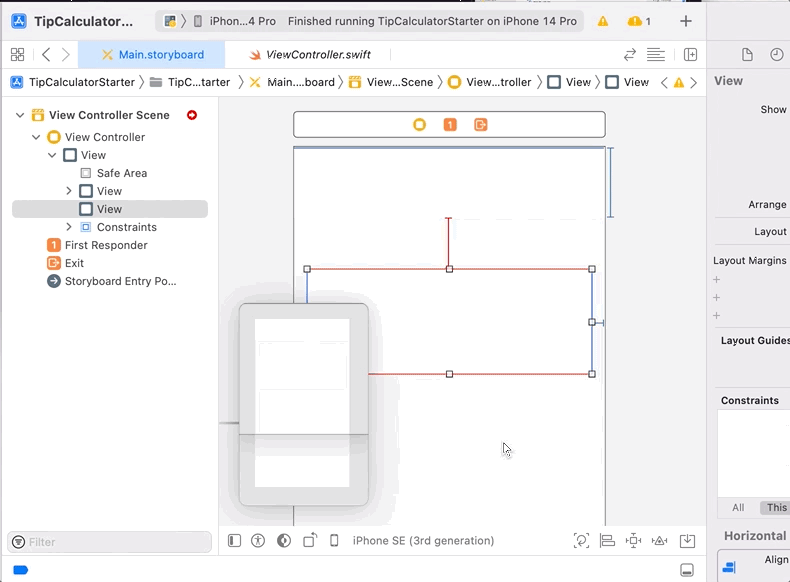 TipCalculator...
iPhon...4 Pro
Finished running TipCalculatorStarter on iPhone 14 Pro
1
Main.storyboard
ViewController.swift
TipCalculatorStarter
TipC...tarter
Main....board
View...Scene
View...troller
View
View
View Controller Scene
View Controller
View
Safe Area
View
View
Constraints
1 First Responder
Exit
Storyboard Entry Po...
Filter
1
iPhone SE (3rd generation)
View
Show
Arrange
Layout
Layout Margins
+
+
+
Layout Guides
Constraints
All
This
Horizontal
Align